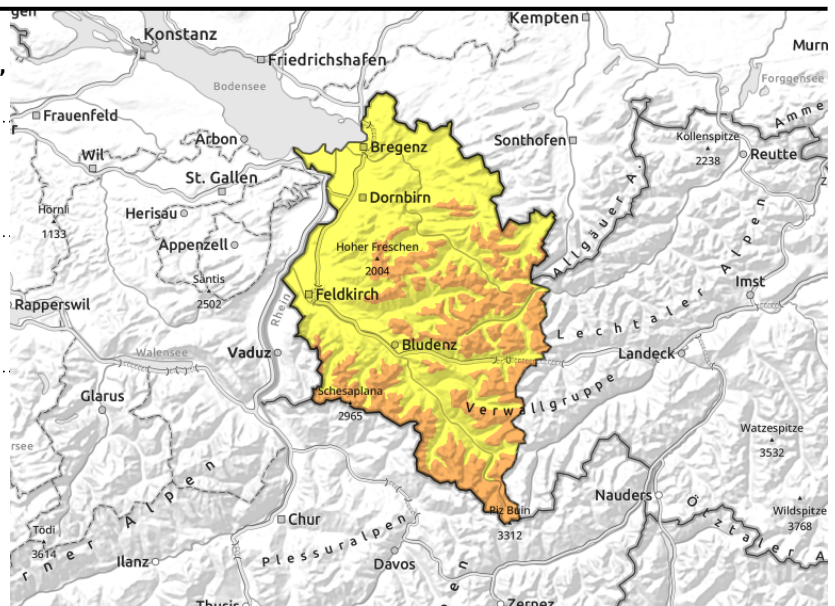 Kempten
Konstanz
Friedrichshafen
Bodensee
Forggensee
Frauenfeld
Arbon
Wil
St. Gallen
Bregenz
Sonthofen
Köllenspitze
2238
Reutte
Dornbirn
Hörnli
1133
Herisau
Appenzell
Säntis
2502
Hoher Freschen
2004
Allgäuer A.
Imst
Rapperswil
Rhein
Feldkirch
Lechtaler Alpen
Walensee
Vaduz
Bludenz
Landeck
Glarus
Schesaplana
2965
Verwallgruppe
Watzespitze
3532
Nauders
Wildspitze
3768
Piz Buin
3312
Ötztaler A
Tödi
3614
Chur
Plessuralpen
Ilanz
Davos
Thusis
Zernez